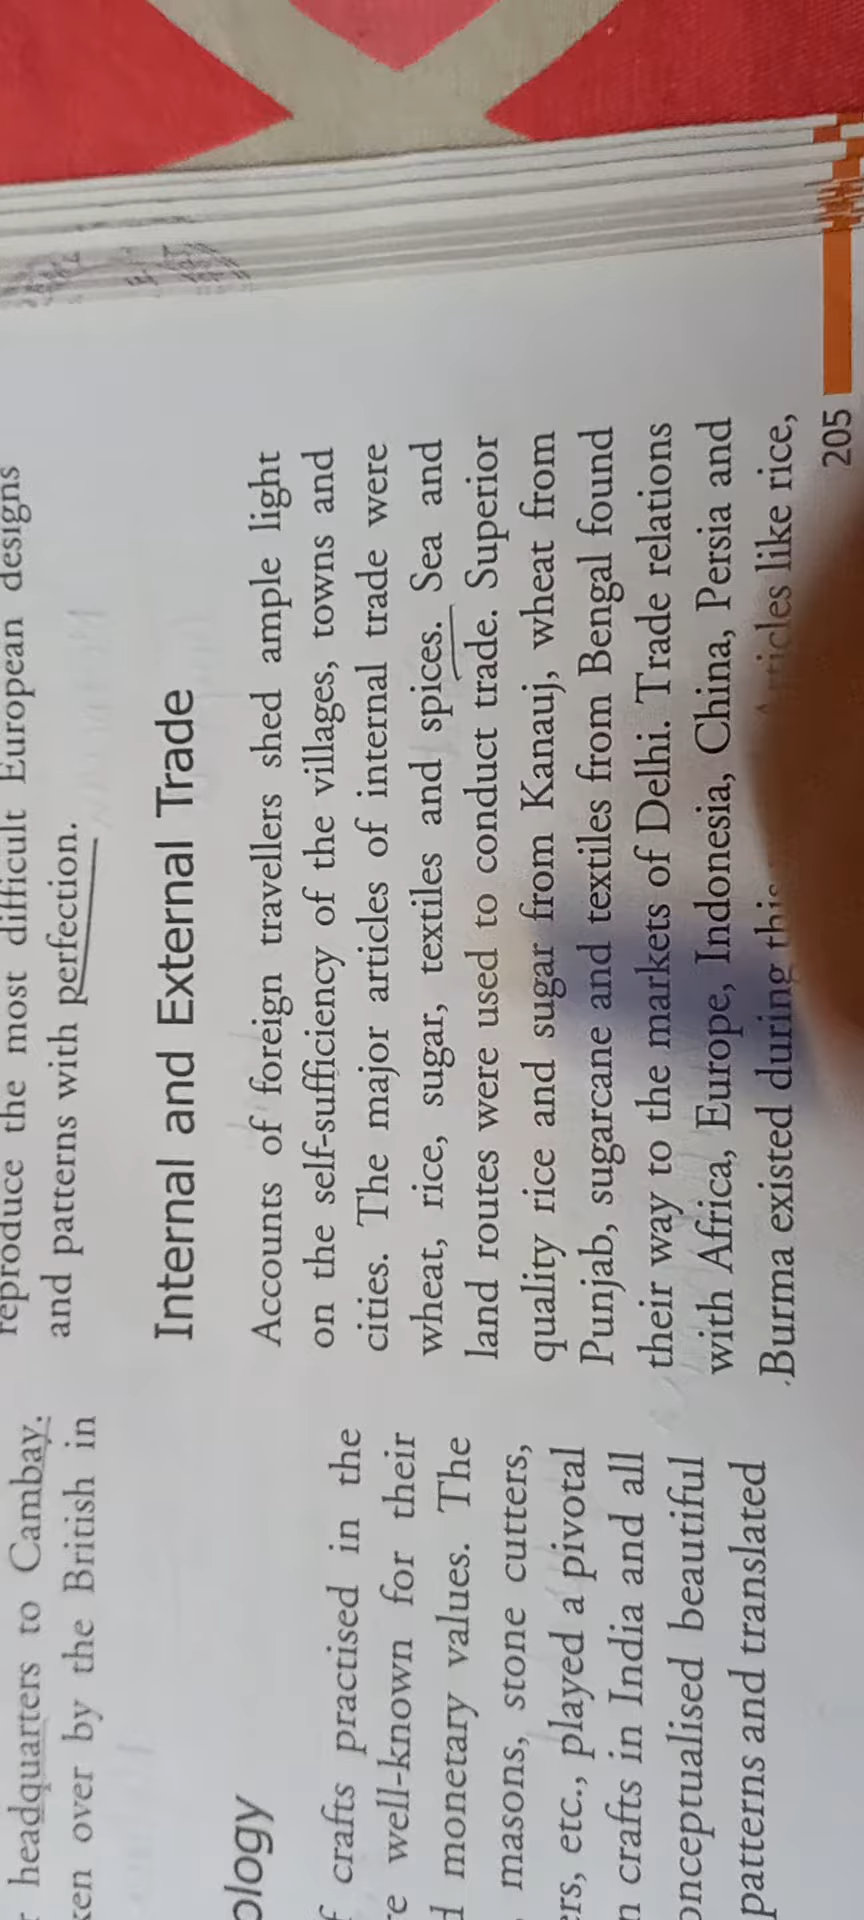 headquarters to Cambay.
over by the British in
crafts practised in the
well-known for their
monetary values. The
masons, stone cutters,
etc., played a pivotal
crafts in India and all
beautiful
patterns and translated
reproduce the most difficult European designs
and patterns with perfection.
Internal and External Trade
Accounts of foreign travellers shed ample light
on the self-sufficiency of the villages, towns and
cities. The major articles of internal trade were
wheat, rice, sugar, textiles and spices. Sea and
land routes were used to conduct trade. Superior
quality rice and sugar from Kanauj, wheat from
Punjab, sugarcane and textiles from Bengal found
their way to the markets of Delhi. Trade relations
with Africa, Europe, Indonesia, China, Persia and
Burma existed during this like rice,
205